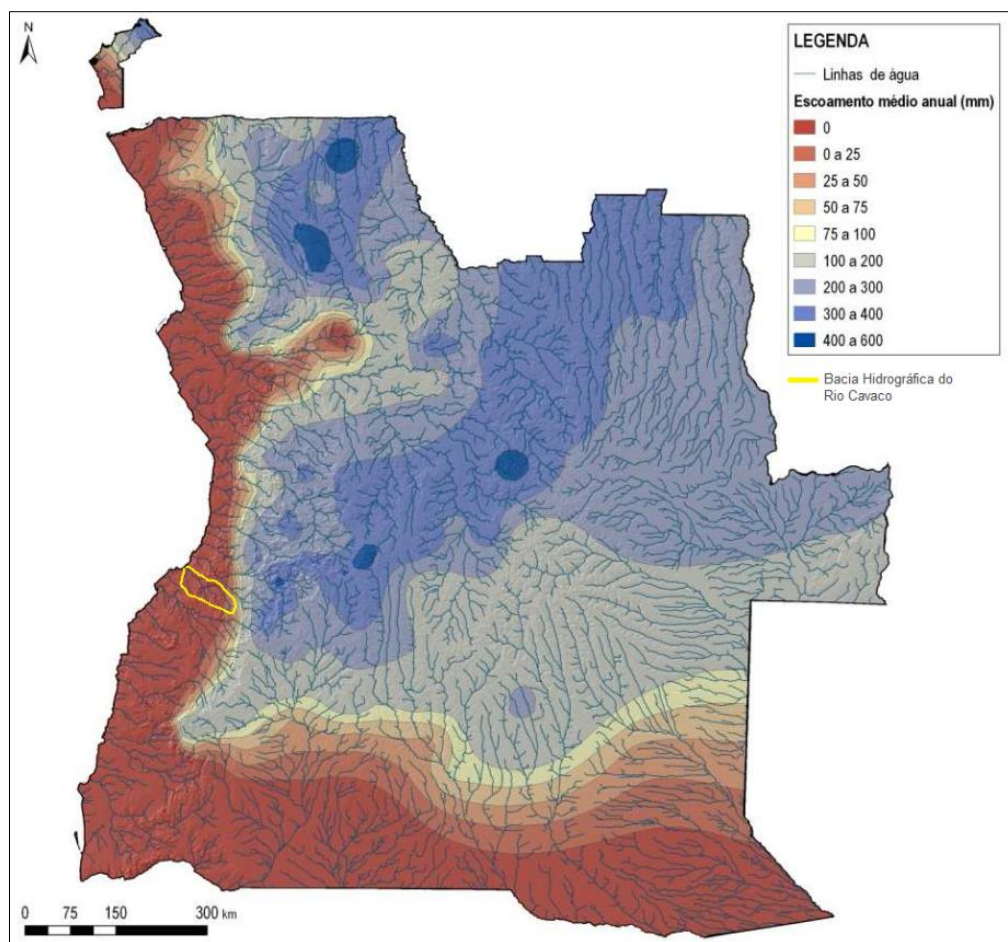 N
LEGENDA
Linhas de água
Escoamento médio anual (mm)
0
0 a 25
25 a 50
50 a 75
75 a 100
100 a 200
200 a 300
300 a 400
400 a 600
Bacia Hidrográfica do
Rio Cavaco
0 75 150 300 km